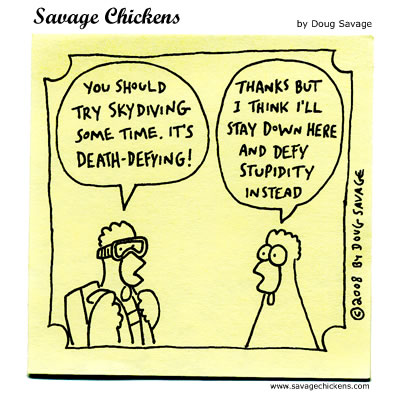 Savage Chickens
by Doug Savage
YOU SHOULD
TRY SKYDIVING
SOME TIME. IT'S
DEATH-DEFYING!
THANKS BUT
I THINK I'LL
STAY DOWN HERE
AND DEFY
STUPIDITY
INSTEAD
©2008 BY DOUG SAVAGE
www.savagechickens.com